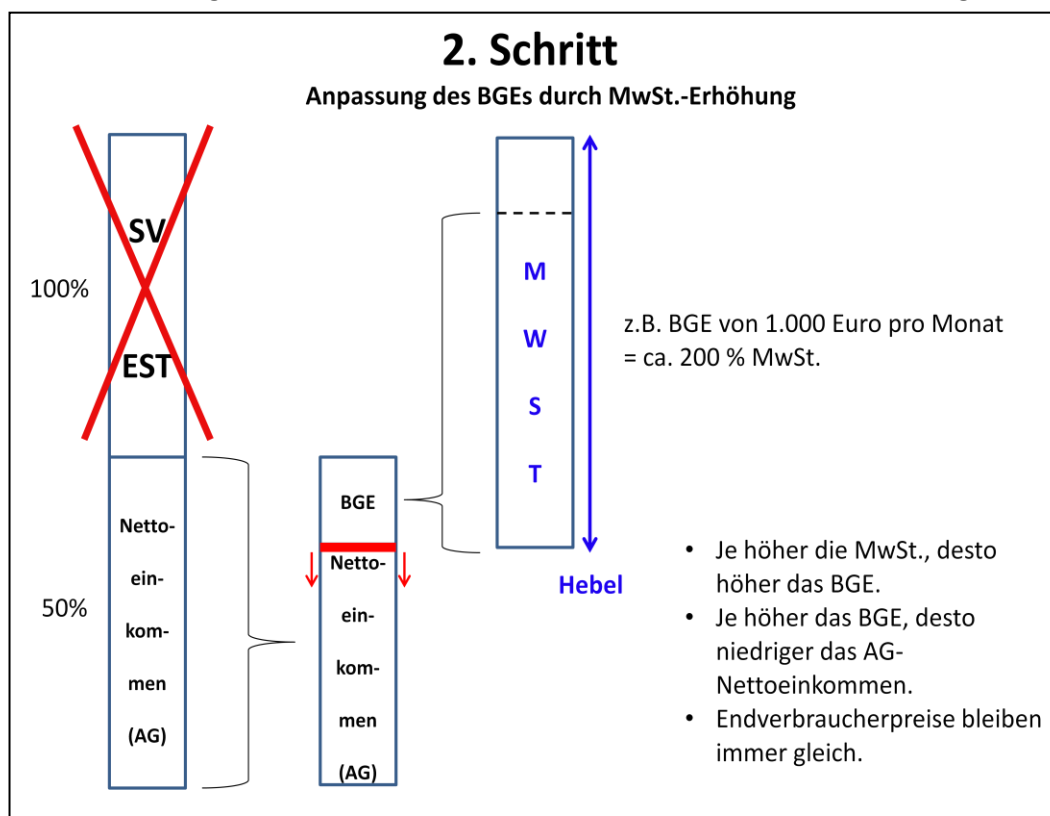 2. Schritt
Anpassung des BGEs durch MwSt.-Erhöhung
SV
100%
EST
Netto-
ein-
kom-
men
(AG)
50%
BGE
Netto-
ein-
kom-
men
(AG)
M
W
S
T
Hebel
z.B. BGE von 1.000 Euro pro Monat
= ca. 200 % MwSt.
• Je höher die MwSt., desto
höher das BGE.
• Je höher das BGE, desto
niedriger das AG-
Nettoeinkommen.
• Endverbraucherpreise bleiben
immer gleich.